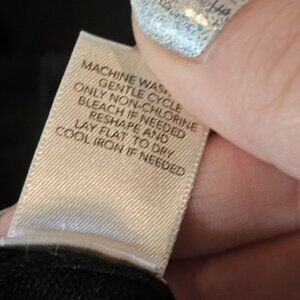 MACHINE WASH
GENTLE CYCLE
ONLY NON-CHLORINE
BLEACH IF NEEDED
RESHAPE AND
LAY FLAT TO DRY
COOL IRON IF NEEDED